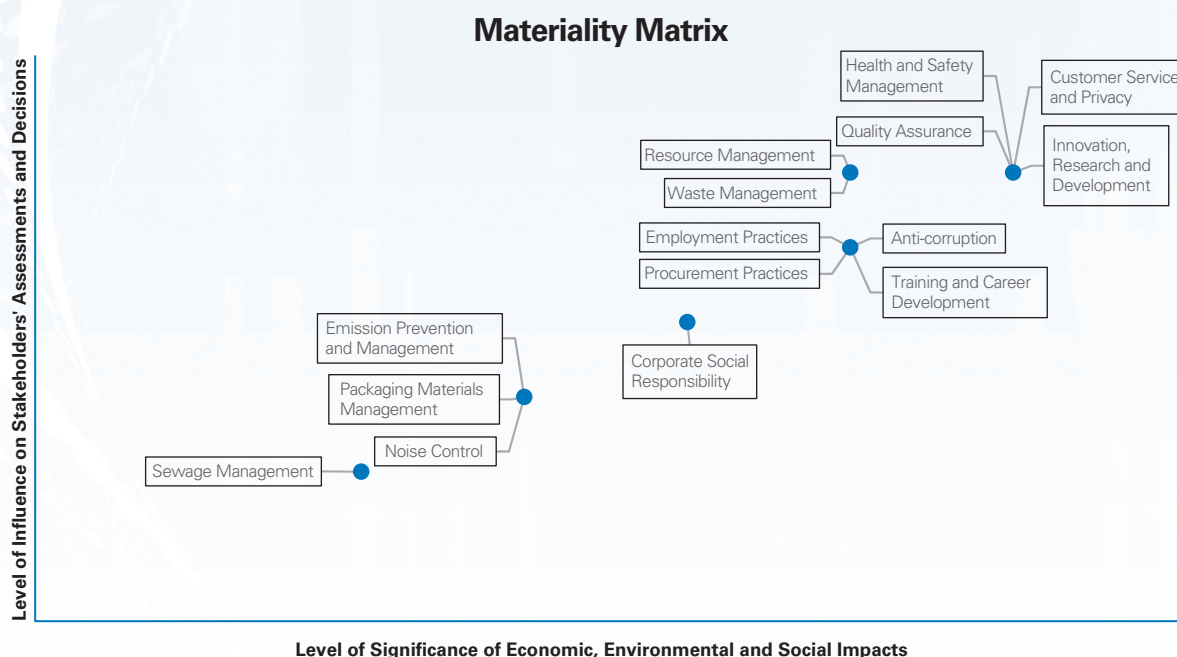 Materiality Matrix
Level of Influence on Stakeholders' Assessments and Decisions
Health and Safety
Management
Customer Service
and Privacy
Quality Assurance
Innovation,
Research and
Development
Resource Management
Waste Management
Employment Practices
Anti-corruption
Procurement Practices
Training and Career
Development
Emission Prevention
and Management
Corporate Social
Responsibility
Packaging Materials
Management
Noise Control
Sewage Management
Level of Significance of Economic, Environmental and Social Impacts